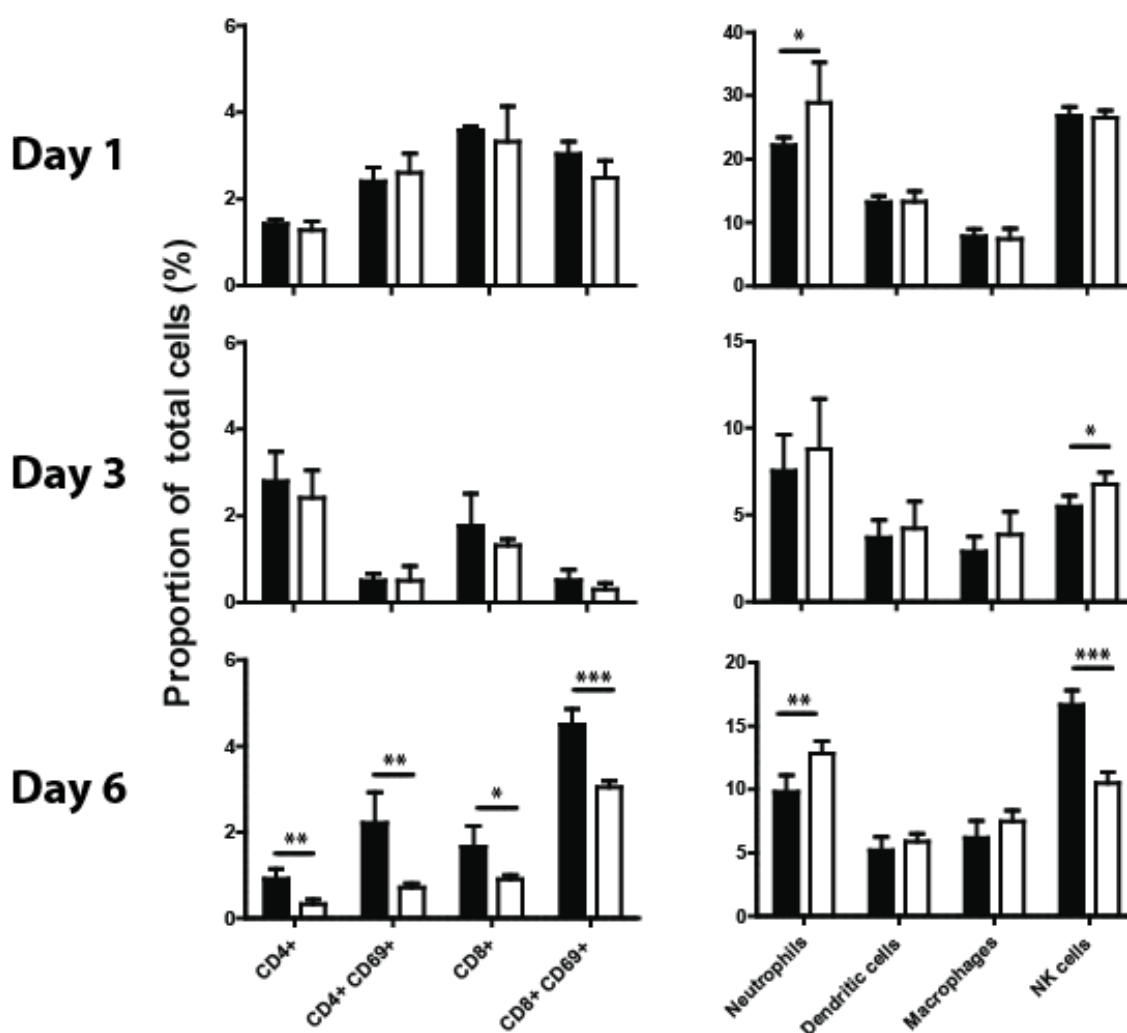 Proportion of total cells (%)
Day 1
6
4
2
0
40
30
20
10
0
*
Day 3
6
4
2
0
15
10
5
0
*
Day 6
6
4
2
0
**
**
*
***
20
15
10
5
0
**
***
CD4+
CD4+ CD69+
CD8+
CD8+ CD69+
Neutrophils
Dendritic cells
Macrophages
NK cells